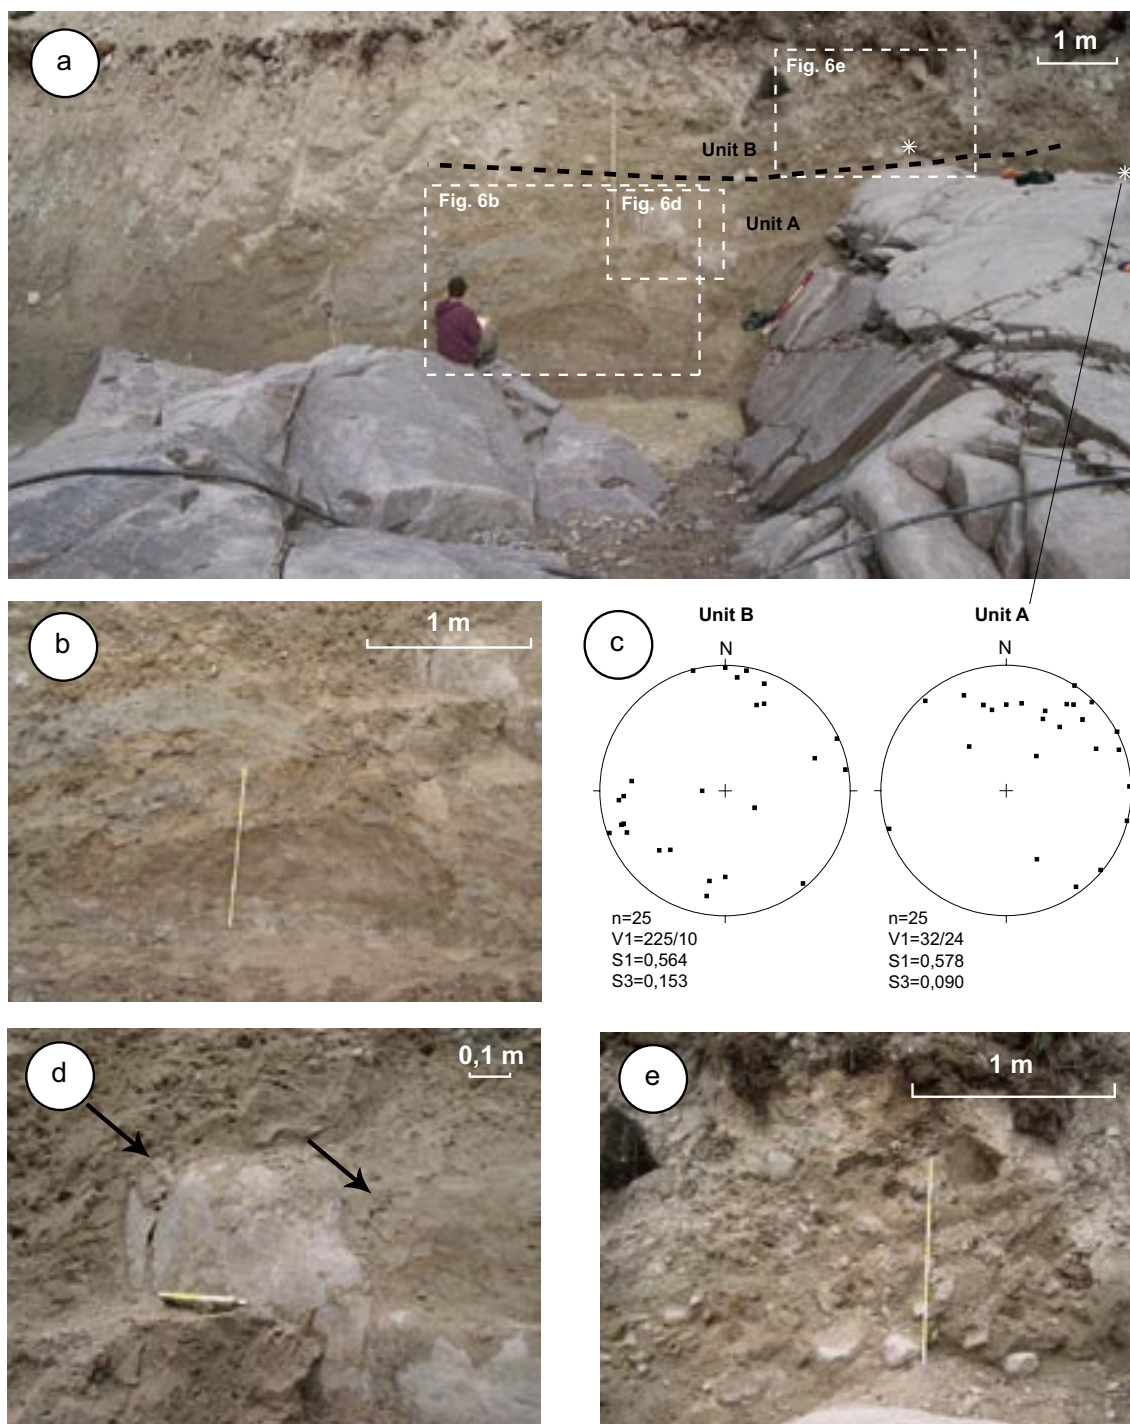 a
1 m
Fig. 6e
Unit B
Fig. 6b
Fig. 6d
Unit A
b
1 m
c
Unit B
Unit A
N
N
n=25
V1=225/10
S1=0,564
S3=0,153
n=25
V1=32/24
S1=0,578
S3=0,090
d
0,1 m
e
1 m